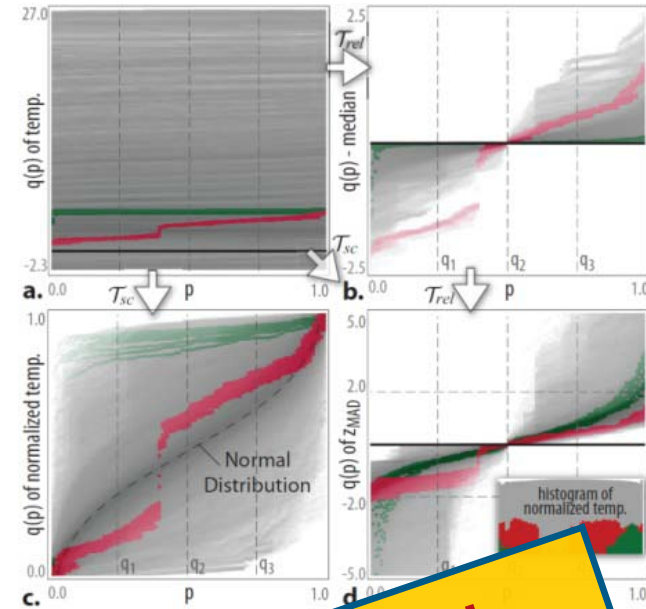 27.0
q(p) of temp.
-2.3
a. 0.0 p 1.0
𝒯rel
2.5
q(p) - median
-2.5
q1 q2 q3
b. 0.0 p 1.0
𝒯sc
𝒯sc
𝒯rel
1.0
q(p) of normalized temp.
0.0
Normal
Distribution
q1 q2 q3
c. 0.0 p 1.0
5.0
2.0
q(p) of zMAD
-2.0
-5.0
histogram of
normalized temp.
d 1.0